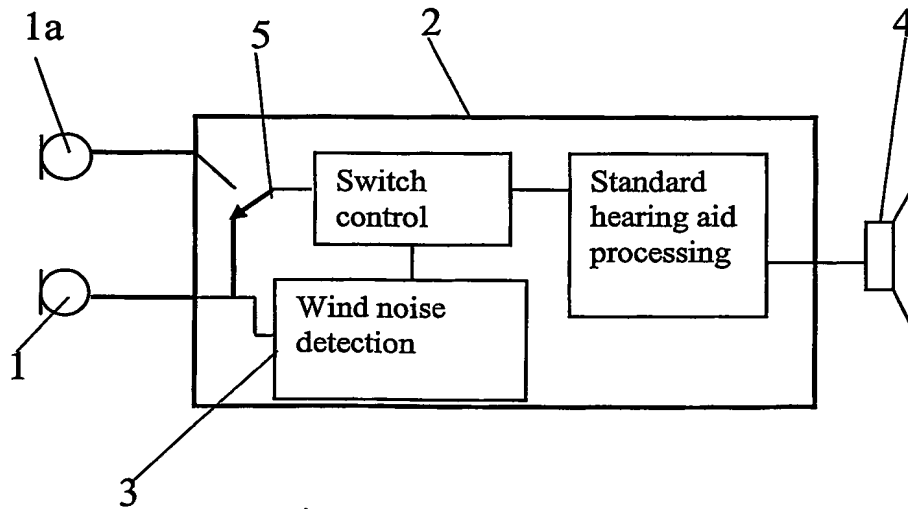 1a
5
2
4
Switch
control
Standard
hearing aid
processing
Wind noise
detection
1
3